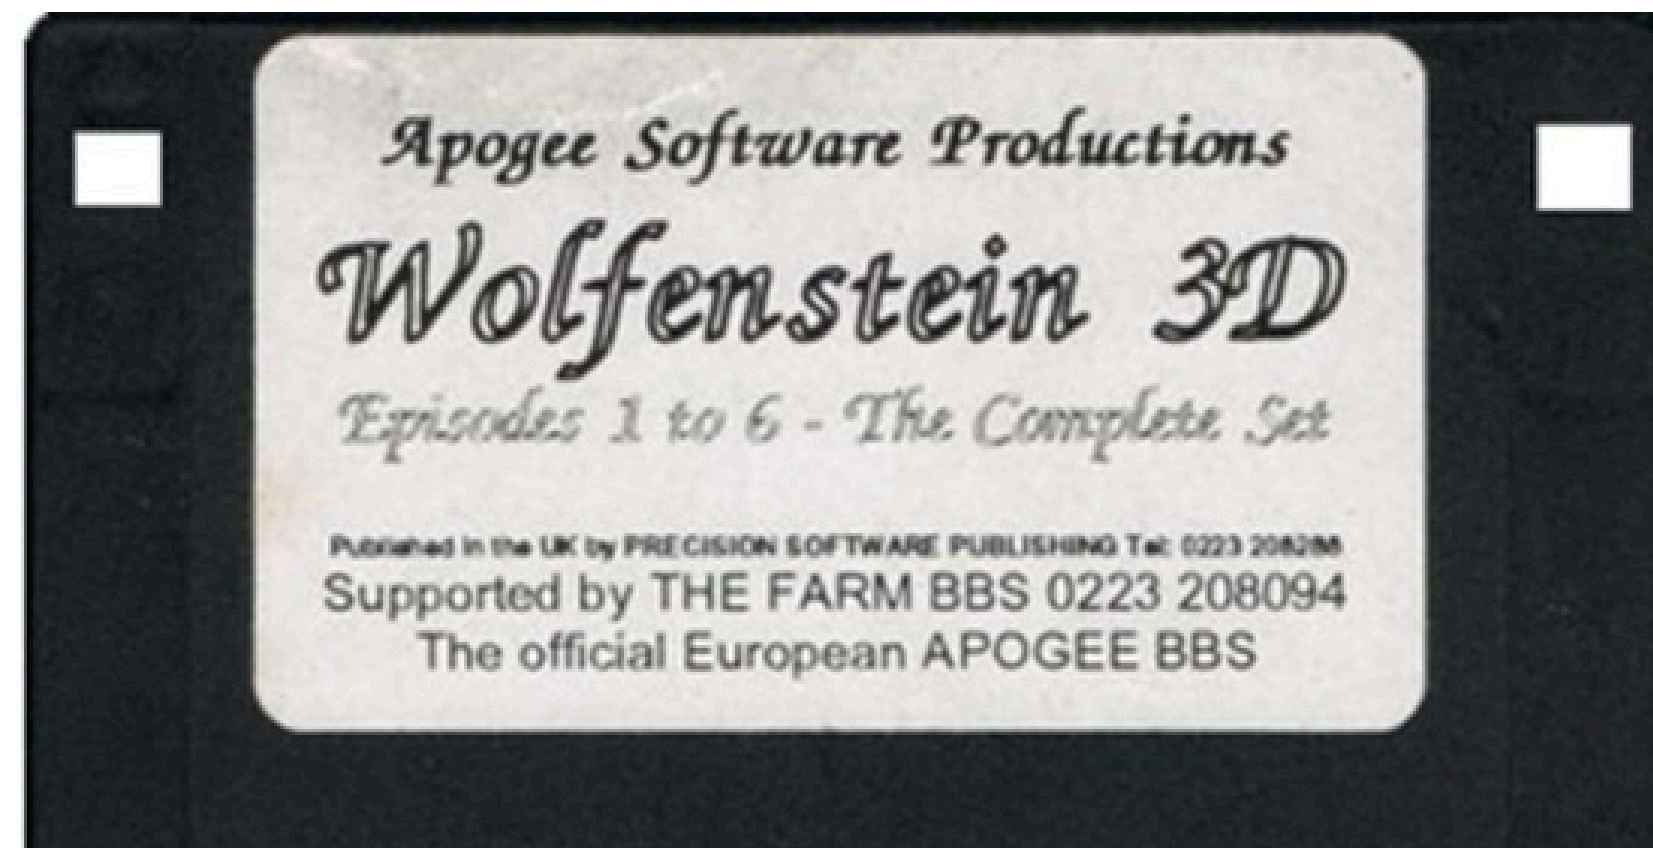 Apogee Software Productions
Wolfenstein 3D
Episodes 1 to 6 - The Complete Set
Published in the UK by PRECISION SOFTWARE PUBLISHING Tel: 0223
Supported by THE FARM BBS 0223 208094
The official European APOGEE BBS